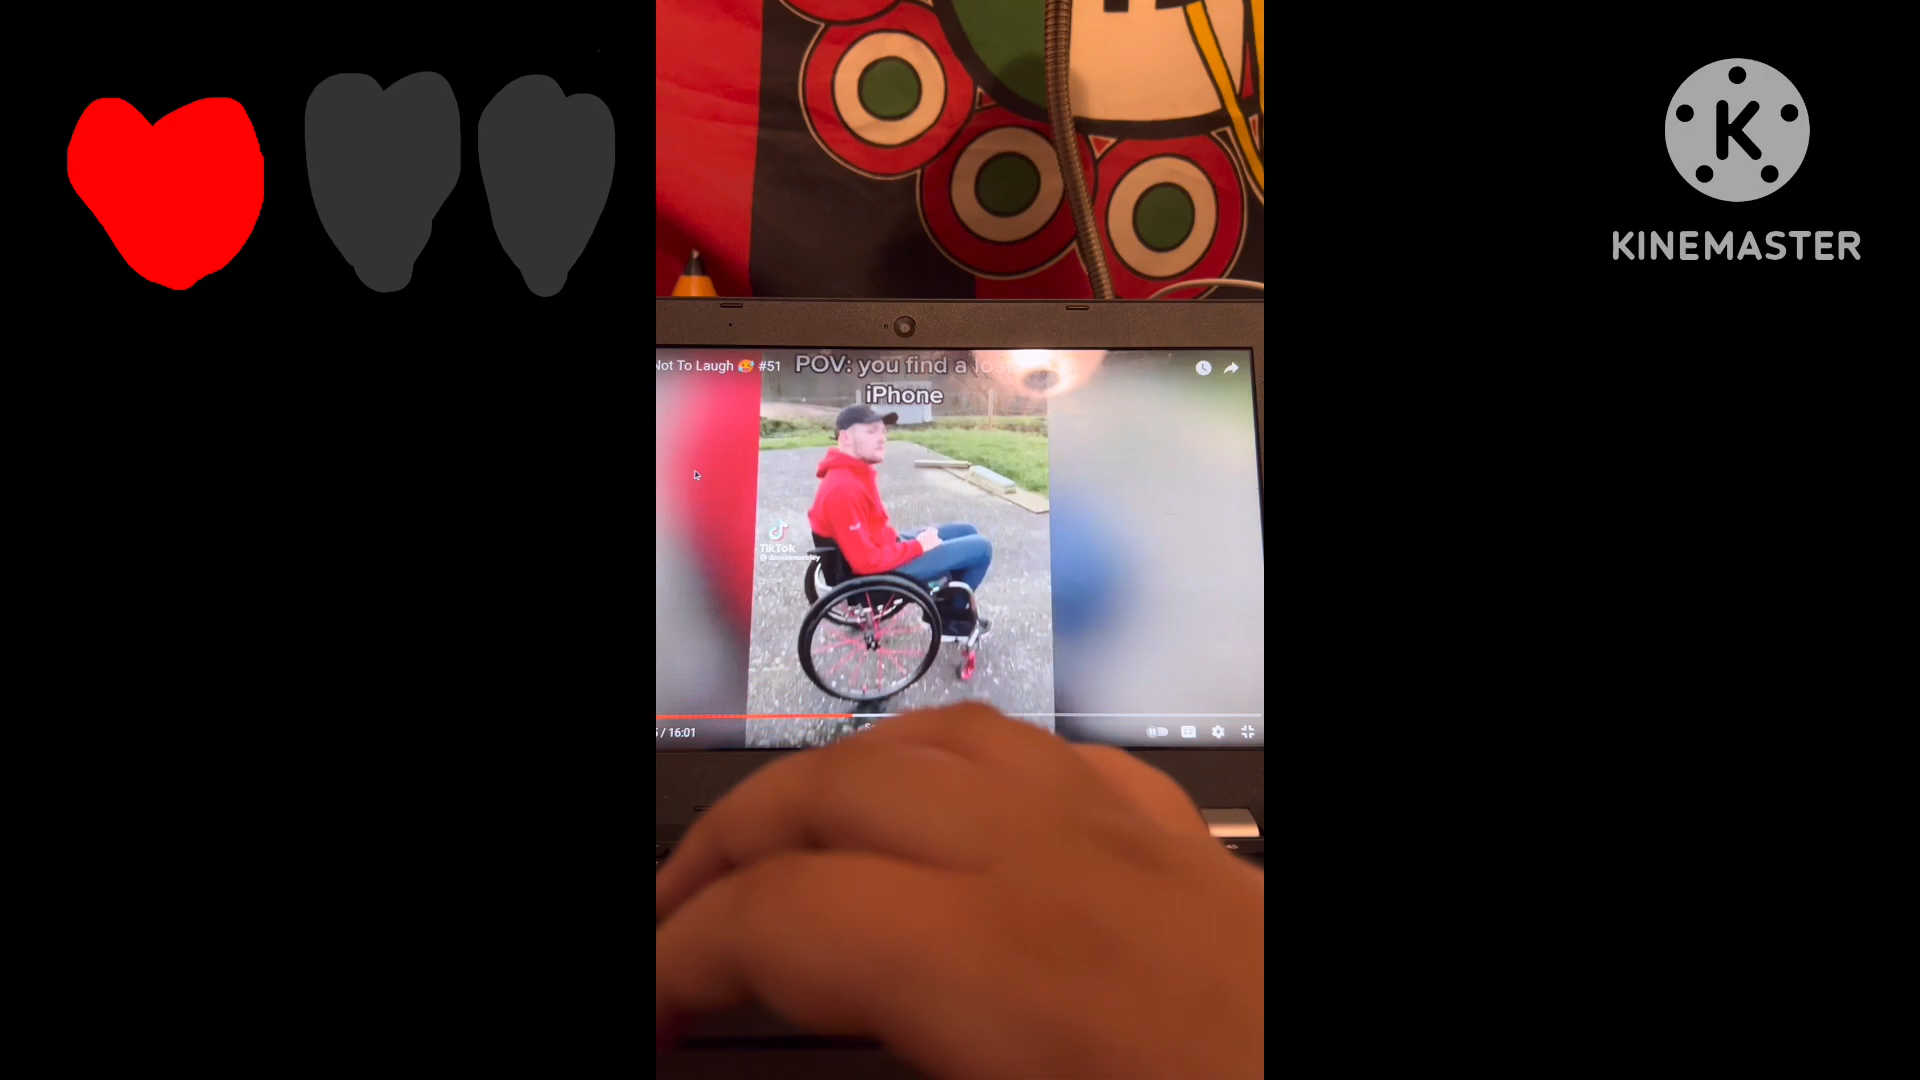 KINEMASTER
Not To Laugh 🥵 #51
POV: you find a
iPhone
TikTok
/ 16:01